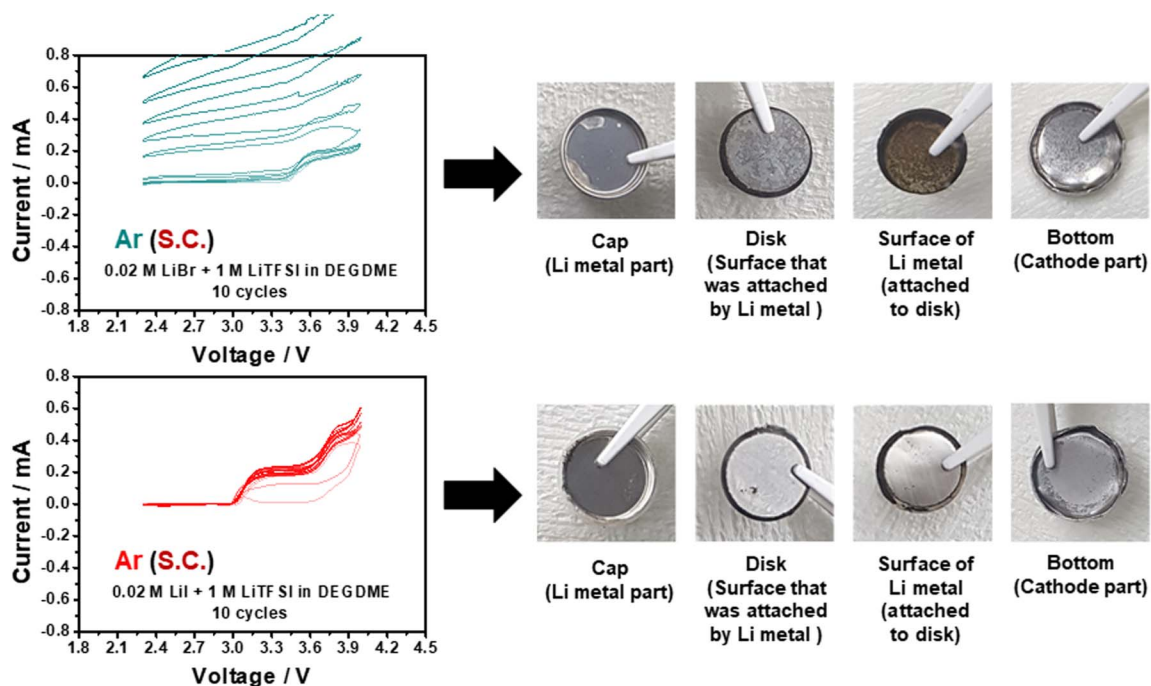 0.8
0.6
0.4
0.2
0.0
-0.2
-0.4
-0.6
-0.8
Current / mA
Ar (S.C.)
0.02 M LiBr + 1 M LiTFSI in DEGDME
10 cycles
1.8 2.1 2.4 2.7 3.0 3.3 3.6 3.9 4.2 4.5
Voltage / V
Cap
(Li metal part)
Disk
(Surface that
was attached
by Li metal )
Surface of
Li metal
(attached
to disk)
Bottom
(Cathode part)
0.8
0.6
0.4
0.2
0.0
-0.2
-0.4
-0.6
-0.8
Current / mA
Ar (S.C.)
0.02 M LiI + 1 M LiTFSI in DEGDME
10 cycles
1.8 2.1 2.4 2.7 3.0 3.3 3.6 3.9 4.2 4.5
Voltage / V
Cap
(Li metal part)
Disk
(Surface that
was attached
by Li metal )
Surface of
Li metal
(attached
to disk)
Bottom
(Cathode part)